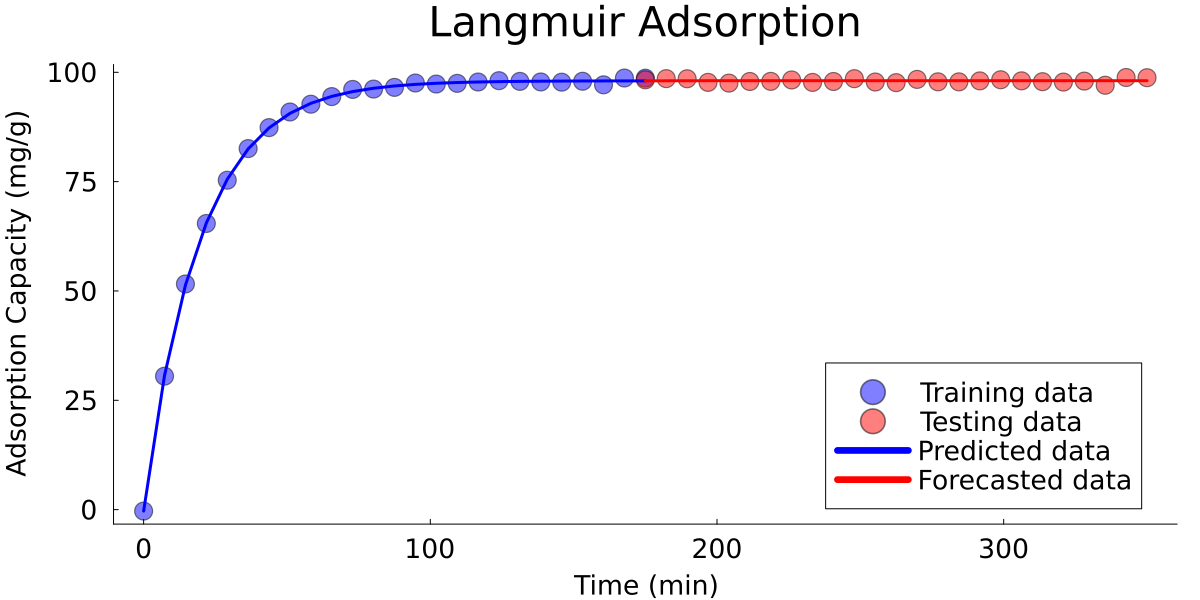 Langmuir Adsorption
Adsorption Capacity (mg/g)
100
75
50
25
0
0 100 200 300
Time (min)
Training data
Testing data
Predicted data
Forecasted data